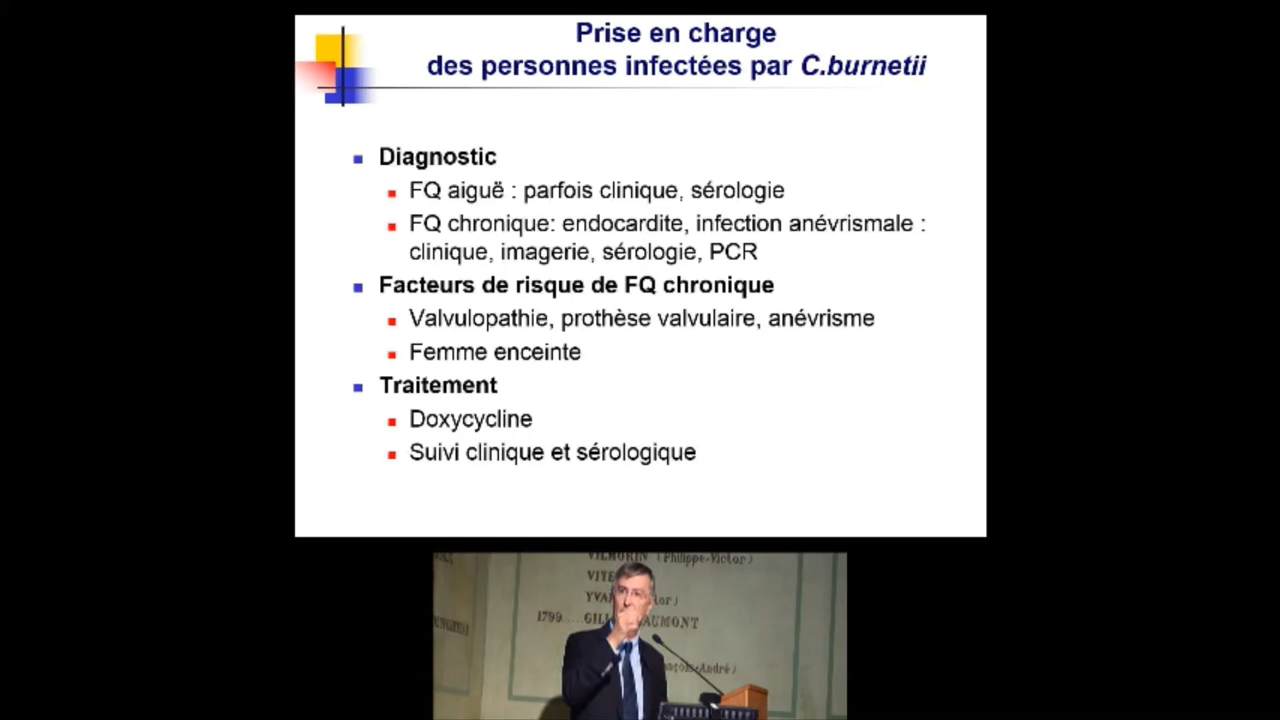 Prise en charge
des personnes infectées par C.burnetii
Diagnostic
FQ aiguë : parfois clinique, sérologie
FQ chronique: endocardite, infection anévrismale :
clinique, imagerie, sérologie, PCR
Facteurs de risque de FQ chronique
Valvulopathie, prothèse valvulaire, anévrisme
Femme enceinte
Traitement
Doxycycline
Suivi clinique et sérologique
VILMORIN (Philippe-Victor)
1799